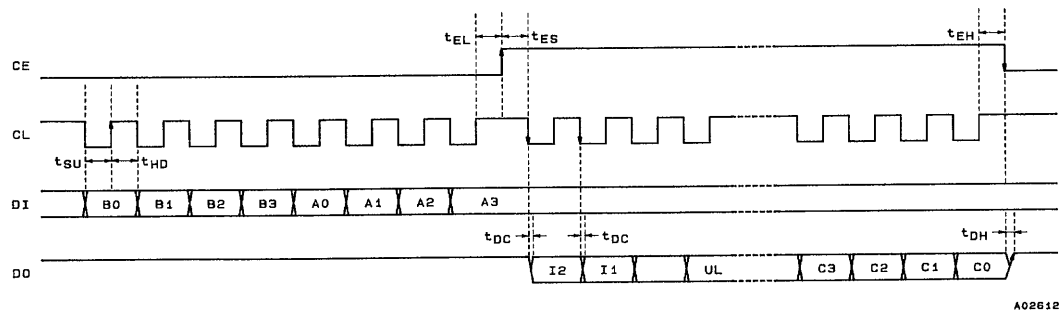 tEL tES tEH
CE
CL
tSU tHD
DI B0 B1 B2 B3 A0 A1 A2 A3
tDC tDC tDH
DO I2 I1 UL C3 C2 C1 C0
A02612